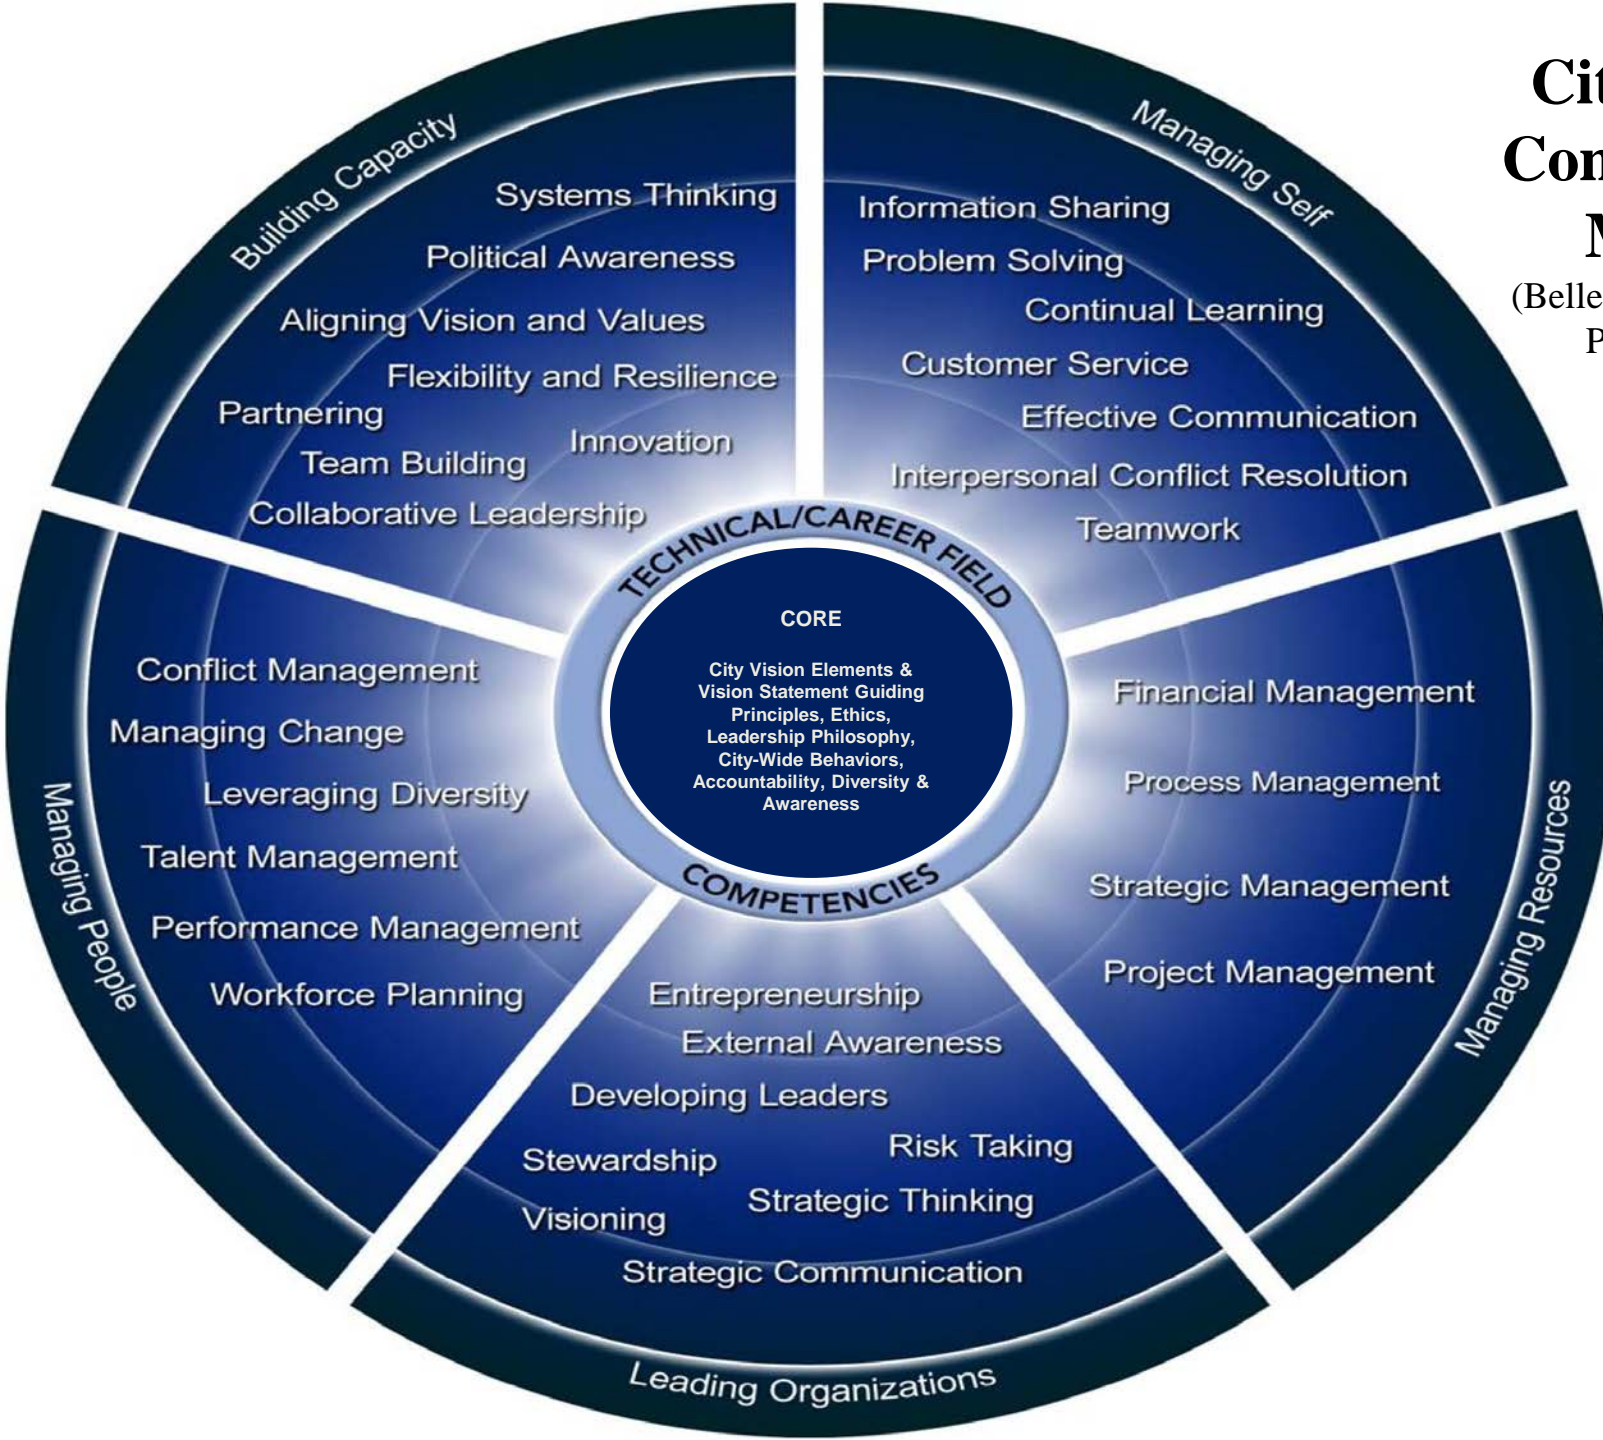 Building Capacity
Systems Thinking
Political Awareness
Aligning Vision and Values
Flexibility and Resilience
Partnering
Innovation
Team Building
Collaborative Leadership
Managing Self
Information Sharing
Problem Solving
Continual Learning
Customer Service
Effective Communication
Interpersonal Conflict Resolution
Teamwork
TECHNICAL/CAREER FIELD
COMPETENCIES
CORE
City Vision Elements &
Vision Statement Guiding
Principles, Ethics,
Leadership Philosophy,
City-Wide Behaviors,
Accountability, Diversity &
Awareness
Managing People
Conflict Management
Managing Change
Leveraging Diversity
Talent Management
Performance Management
Workforce Planning
Managing Resources
Financial Management
Process Management
Strategic Management
Project Management
Entrepreneurship
External Awareness
Developing Leaders
Risk Taking
Stewardship
Strategic Thinking
Visioning
Strategic Communication
Leading Organizations